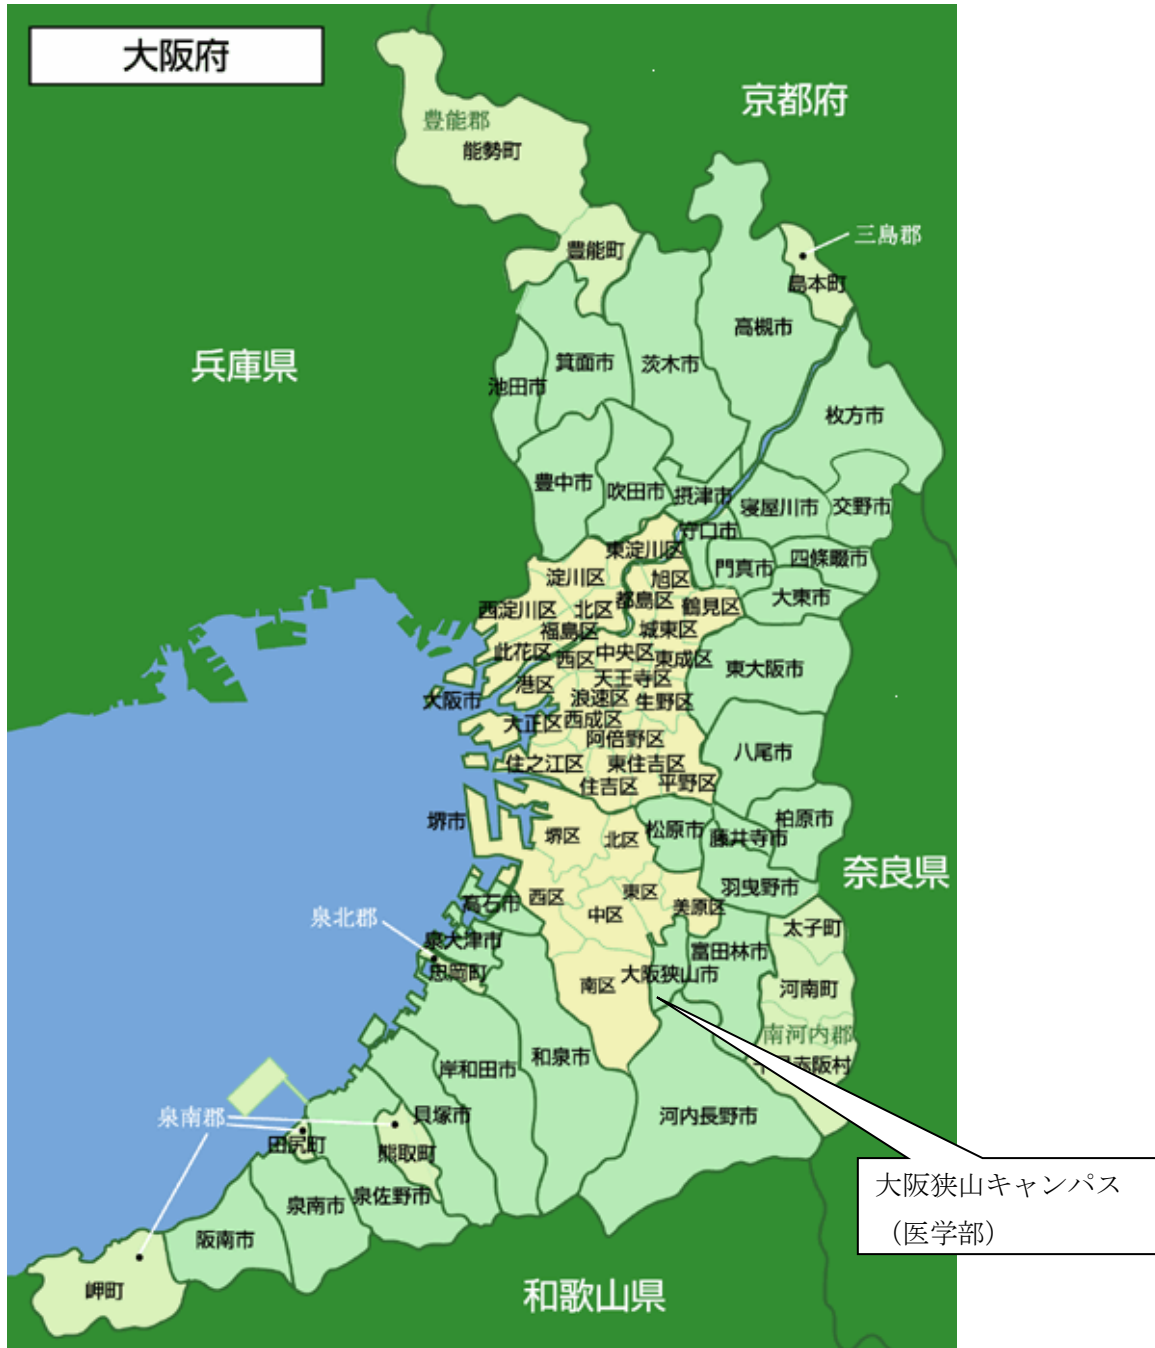 大阪府
京都府
豊能郡
能勢町
豊能町
三島郡
島本町
高槻市
兵庫県
箕面市
茨木市
池田市
枚方市
豊中市
吹田市
摂津市
寝屋川市
交野市
守口市
東淀川区
門真市
四條畷市
淀川区
旭区
大東市
都島区
鶴見区
西淀川区
北区
福島区
城東区
此花区
西区
中央区
東成区
東大阪市
天王寺区
港区
大阪市
浪速区
生野区
大正区
西成区
阿倍野区
八尾市
住之江区
東住吉区
住吉区
平野区
堺市
柏原市
堺区
北区
松原市
藤井寺市
奈良県
羽曳野市
東区
西区
高石市
中区
美原区
泉北郡
太子町
泉大津市
富田林市
忠岡町
大阪狭山市
南区
河南町
南河内郡
和泉市
千早赤阪村
岸和田市
泉南郡
貝塚市
河内長野市
田尻町
熊取町
泉佐野市
泉南市
阪南市
岬町
和歌山県
大阪狭山キャンパス
（医学部）